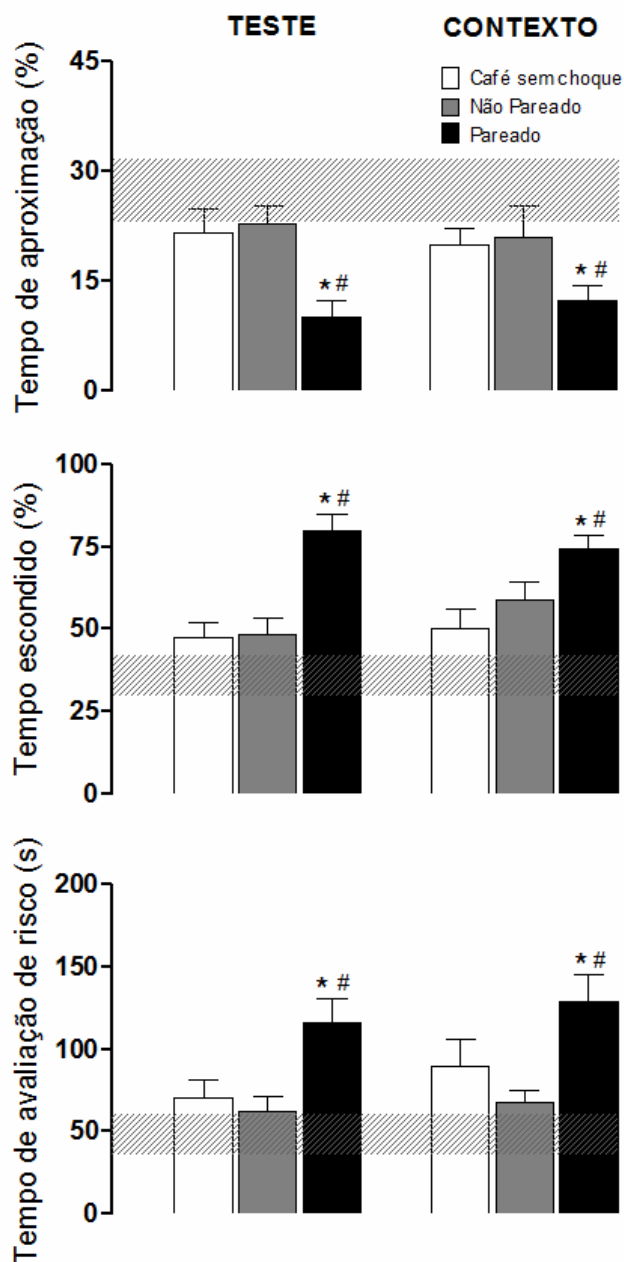 TESTE CONTEXTO
Café sem choque
Não Pareado
Pareado
Tempo de aproximação (%)
45
30
15
0
* #
* #
Tempo escondido (%)
100
75
50
25
0
* #
* #
Tempo de avaliação de risco (s)
200
150
100
50
0
* #
* #